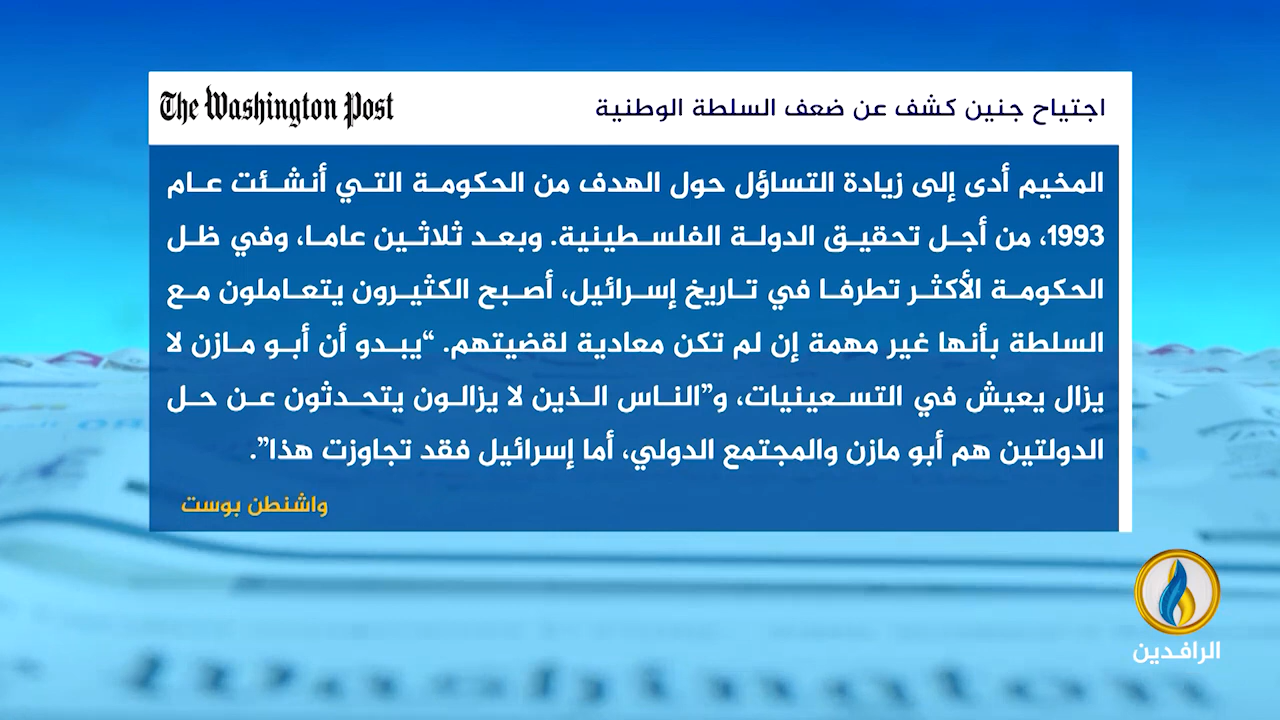 The Washington Post
اجتياح جنين كشف عن ضعف السلطة الوطنية
المخيم أدى إلى زيادة التساؤل حول الهدف من الحكومة التي أنشئت عام
1993، من أجل تحقيق الدولة الفلسطينية. وبعد ثلاثين عاما، وفي ظل
الحكومة الأكثر تطرفا في تاريخ إسرائيل، أصبح الكثيرون يتعاملون مع
السلطة بأنها غير مهمة إن لم تكن معادية لقضيتهم. “يبدو أن أبو مازن لا
يزال يعيش في التسعينيات، و”الناس الذين لا يزالون يتحدثون عن حل
الدولتين هم أبو مازن والمجتمع الدولي، أما إسرائيل فقد تجاوزت هذا”.
واشنطن بوست
الرافدين